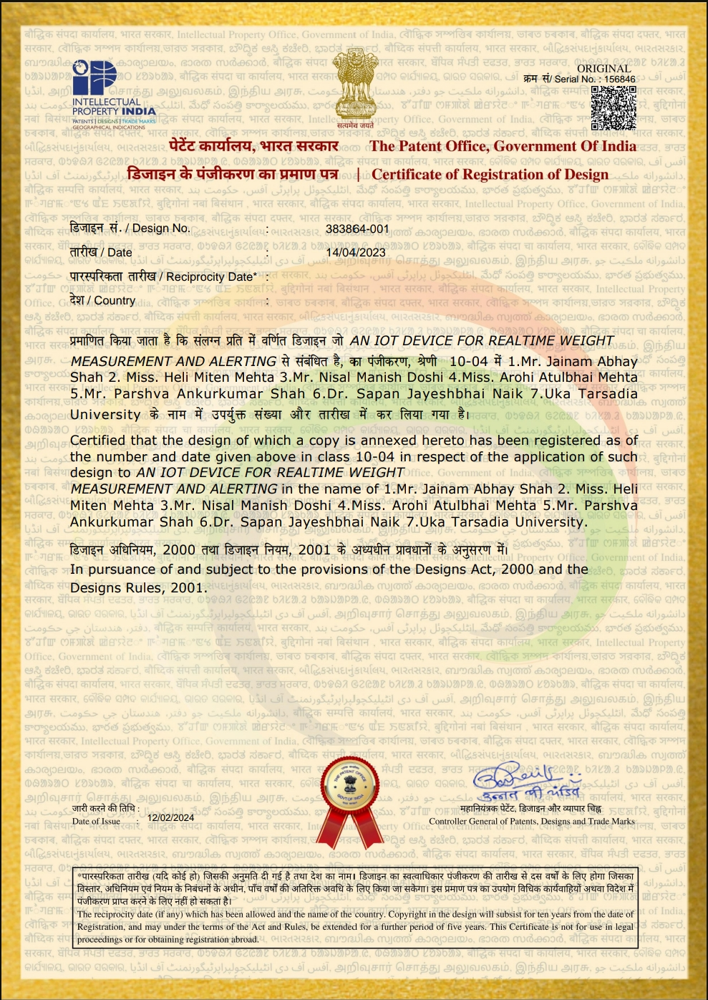 INTELLECTUAL
PROPERTY INDIA
PATENTS | DESIGNS | TRADE MARKS
GEOGRAPHICAL INDICATIONS
सत्यमेव जयते
ORIGINAL
क्रम सं/ Serial No. : 156846
पेटेंट कार्यालय, भारत सरकार The Patent Office, Government Of India
डिजाइन के पंजीकरण का प्रमाण पत्र | Certificate of Registration of Design
डिजाइन सं. / Design No. : 383864-001
तारीख / Date : 14/04/2023
पारस्परिकता तारीख / Reciprocity Date* :
देश / Country :
प्रमाणित किया जाता है कि संलग्न प्रति में वर्णित डिजाइन जो AN IOT DEVICE FOR REALTIME WEIGHT
MEASUREMENT AND ALERTING से संबंधित है, का पंजीकरण, श्रेणी 10-04 में 1.Mr. Jainam Abhay
Shah 2. Miss. Heli Miten Mehta 3.Mr. Nisal Manish Doshi 4.Miss. Arohi Atulbhai Mehta
5.Mr. Parshva Ankurkumar Shah 6.Dr. Sapan Jayeshbhai Naik 7.Uka Tarsadia
University के नाम में उपर्युक्त संख्या और तारीख में कर लिया गया है।
Certified that the design of which a copy is annexed hereto has been registered as of
the number and date given above in class 10-04 in respect of the application of such
design to AN IOT DEVICE FOR REALTIME WEIGHT
MEASUREMENT AND ALERTING in the name of 1.Mr. Jainam Abhay Shah 2. Miss. Heli
Miten Mehta 3.Mr. Nisal Manish Doshi 4.Miss. Arohi Atulbhai Mehta 5.Mr. Parshva
Ankurkumar Shah 6.Dr. Sapan Jayeshbhai Naik 7.Uka Tarsadia University.
डिजाइन अधिनियम, 2000 तथा डिजाइन नियम, 2001 के अध्यधीन प्रावधानों के अनुसरण में।
In pursuance of and subject to the provisions of the Designs Act, 2000 and the
Designs Rules, 2001.
THE PATENT OFFICE
GOVT. OF INDIA
उन्नत पी पंडित
जारी करने की तिथि :
Date of Issue : 12/02/2024
महानियंत्रक पेटेंट, डिजाइन और व्यापार चिह्न
Controller General of Patents, Designs and Trade Marks
*पारस्परिकता तारीख (यदि कोई हो) जिसकी अनुमति दी गई है तथा देश का नाम। डिजाइन का स्वत्वाधिकार पंजीकरण की तारीख से दस वर्षों के लिए होगा जिसका
विस्तार, अधिनियम एवं नियम के निबंधनों के अधीन, पाँच वर्षों की अतिरिक्त अवधि के लिए किया जा सकेगा। इस प्रमाण पत्र का उपयोग विधिक कार्यवाहियों अथवा विदेश में
पंजीकरण प्राप्त करने के लिए नहीं हो सकता है।
The reciprocity date (if any) which has been allowed and the name of the country. Copyright in the design will subsist for ten years from the date of
Registration, and may under the terms of the Act and Rules, be extended for a further period of five years. This Certificate is not for use in legal
proceedings or for obtaining registration abroad.